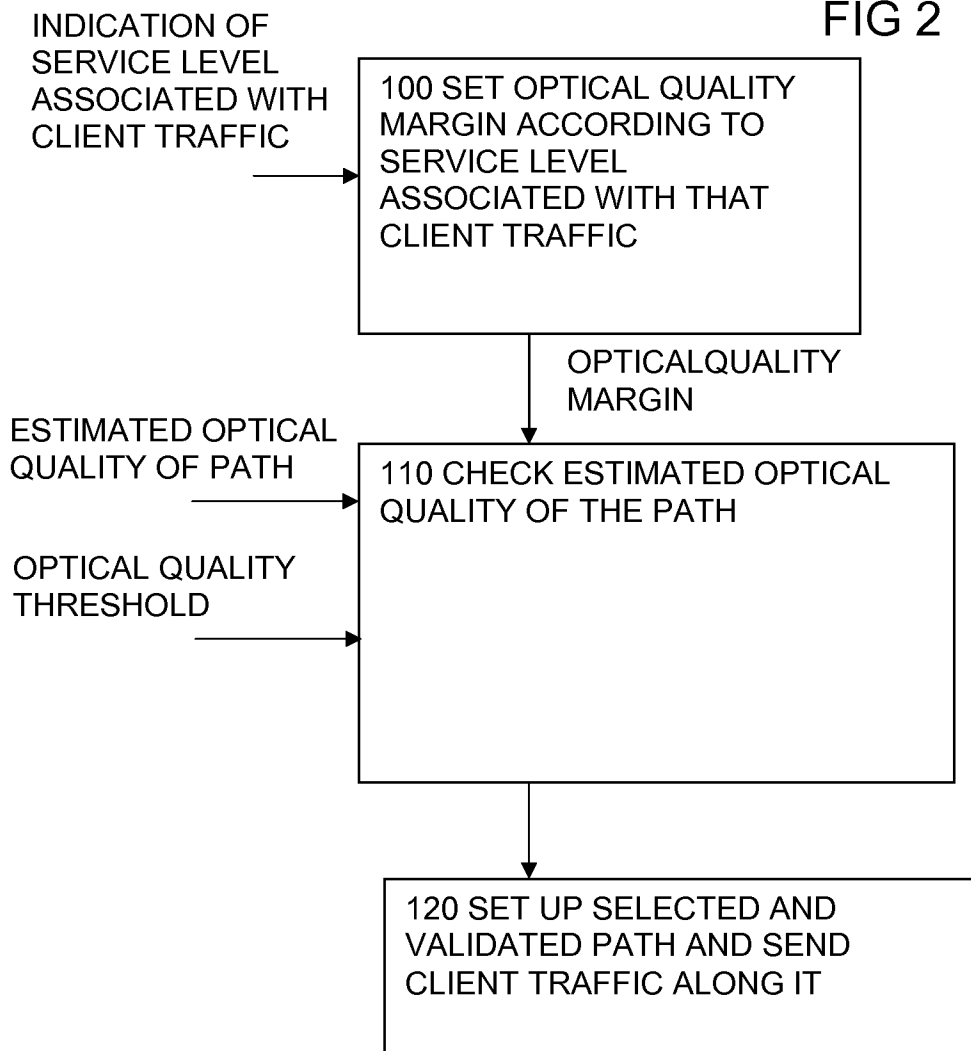 FIG 2
INDICATION OF
SERVICE LEVEL
ASSOCIATED WITH
CLIENT TRAFFIC
100 SET OPTICAL QUALITY
MARGIN ACCORDING TO
SERVICE LEVEL
ASSOCIATED WITH THAT
CLIENT TRAFFIC
OPTICALQUALITY
MARGIN
ESTIMATED OPTICAL
QUALITY OF PATH
110 CHECK ESTIMATED OPTICAL
QUALITY OF THE PATH
OPTICAL QUALITY
THRESHOLD
120 SET UP SELECTED AND
VALIDATED PATH AND SEND
CLIENT TRAFFIC ALONG IT